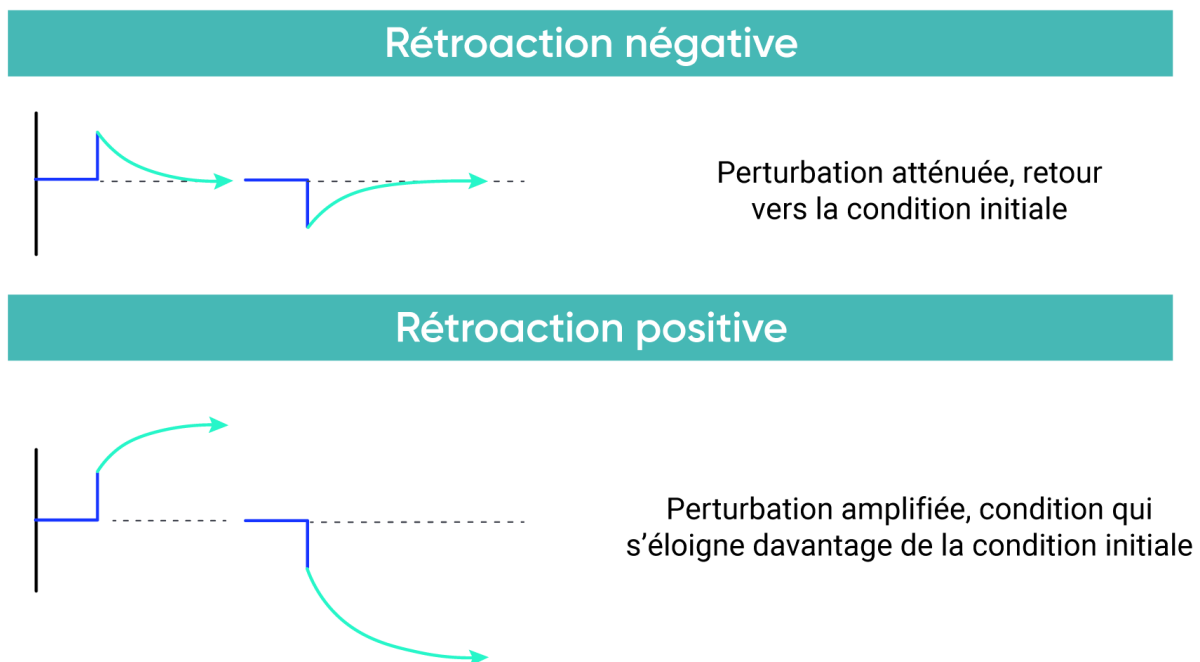 Rétroaction négative
Perturbation atténuée, retour
vers la condition initiale
Rétroaction positive
Perturbation amplifiée, condition qui
s’éloigne davantage de la condition initiale